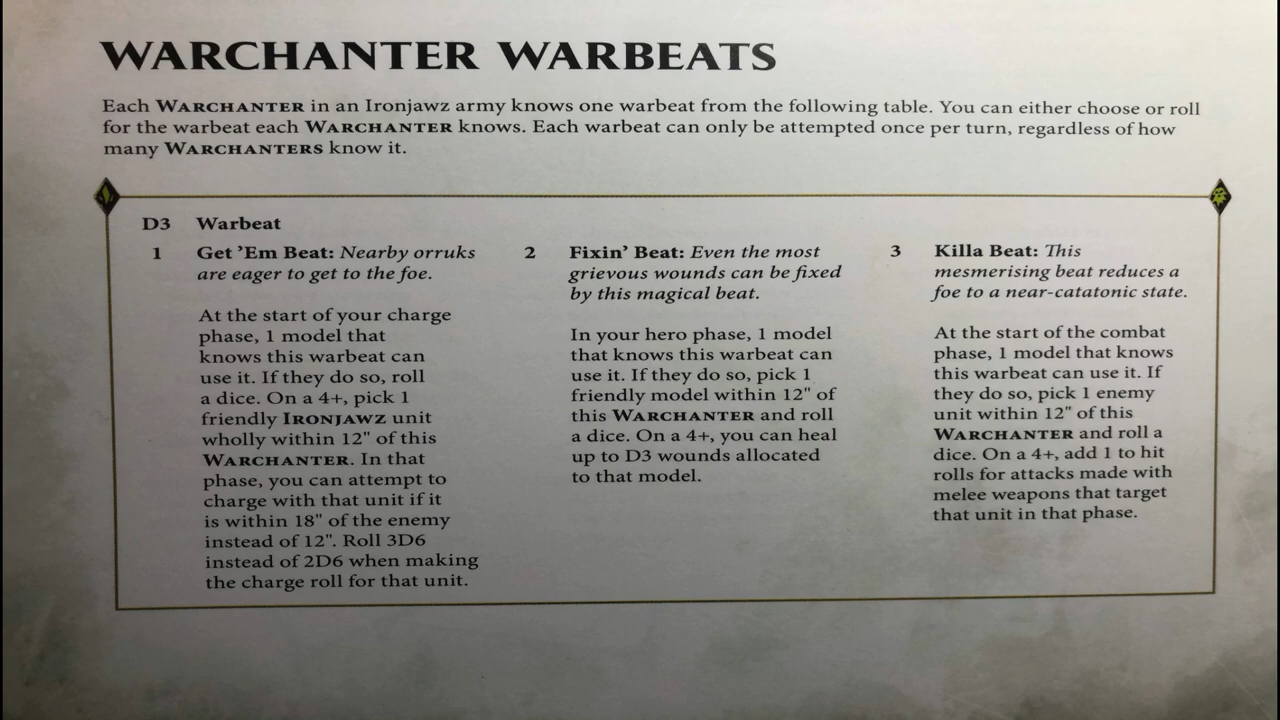 WARCHANTER WARBEATS
Each WARCHANTER in an Ironjawz army knows one warbeat from the following table. You can either choose or roll
for the warbeat each WARCHANTER knows. Each warbeat can only be attempted once per turn, regardless of how
many WARCHANTERS know it.
D3 Warbeat
1 Get 'Em Beat: Nearby orruks
are eager to get to the foe.
At the start of your charge
phase, 1 model that
knows this warbeat can
use it. If they do so, roll
a dice. On a 4+, pick 1
friendly IRONJAWZ unit
wholly within 12" of this
WARCHANTER. In that
phase, you can attempt to
charge with that unit if it
is within 18" of the enemy
instead of 12". Roll 3D6
instead of 2D6 when making
the charge roll for that unit.
2 Fixin' Beat: Even the most
grievous wounds can be fixed
by this magical beat.
In your hero phase, 1 model
that knows this warbeat can
use it. If they do so, pick 1
friendly model within 12" of
this WARCHANTER and roll
a dice. On a 4+, you can heal
up to D3 wounds allocated
to that model.
3 Killa Beat: This
mesmerising beat reduces a
foe to a near-catatonic state.
At the start of the combat
phase, 1 model that knows
this warbeat can use it. If
they do so, pick 1 enemy
unit within 12" of this
WARCHANTER and roll a
dice. On a 4+, add 1 to hit
rolls for attacks made with
melee weapons that target
that unit in that phase.